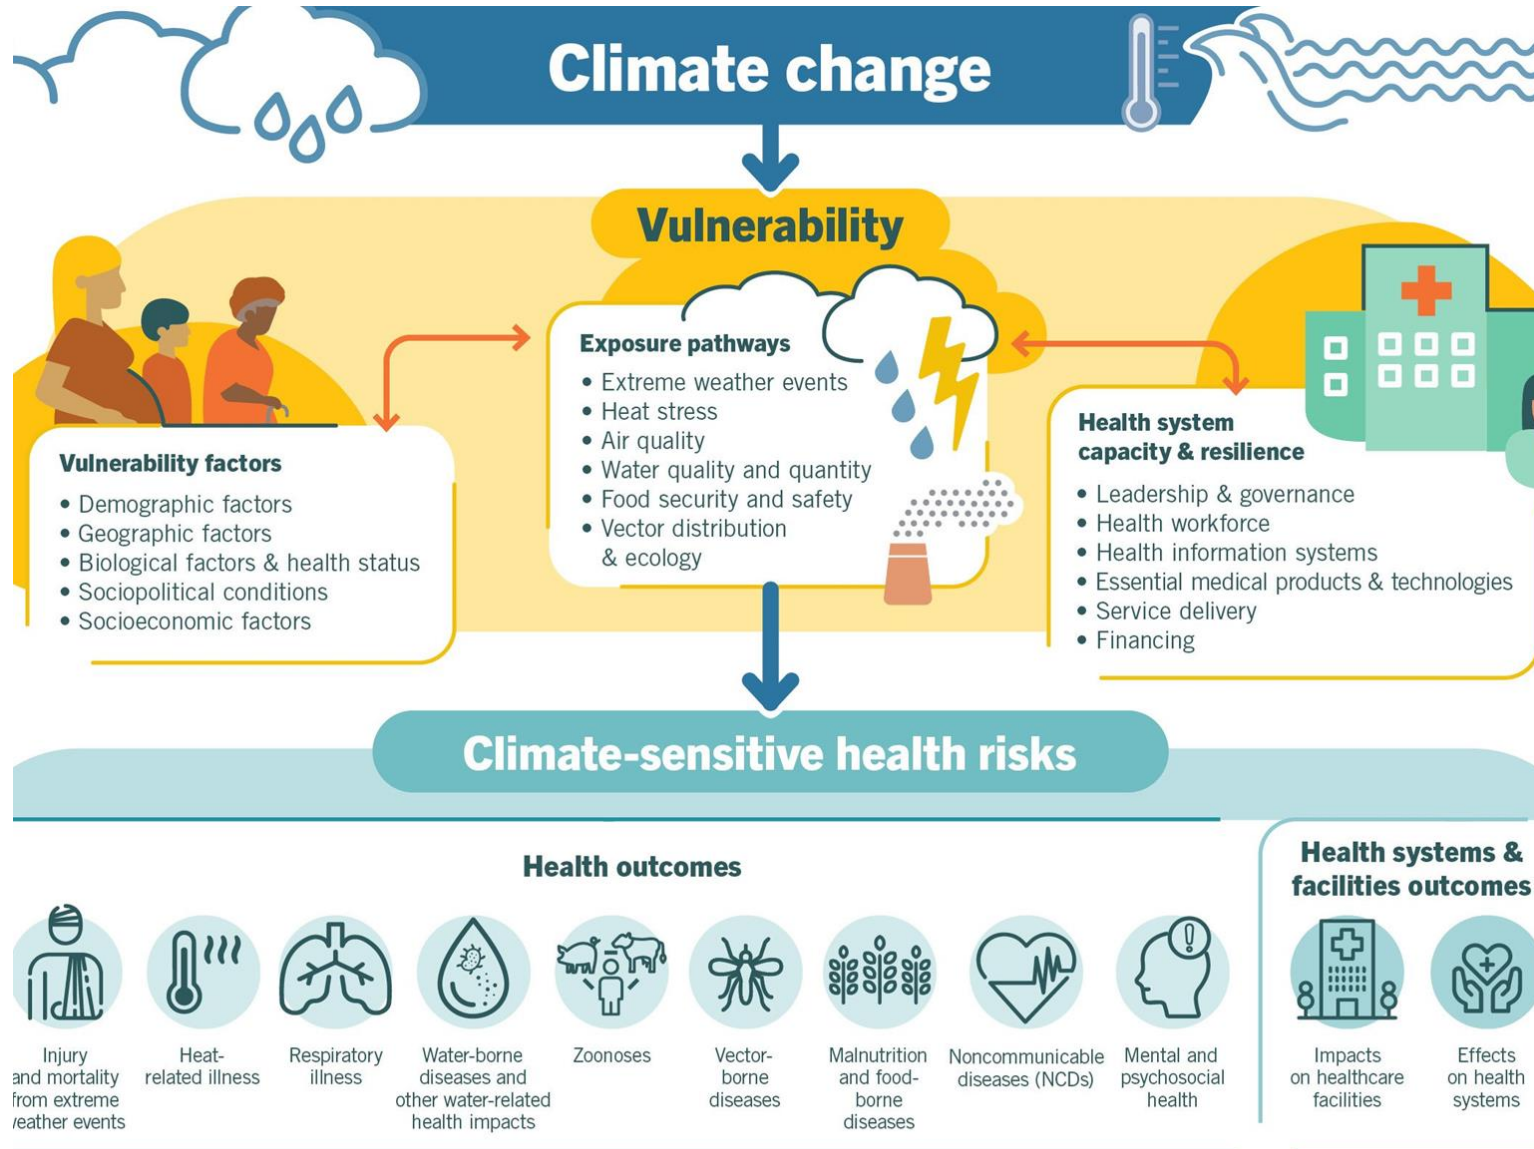 Climate change
Vulnerability
Vulnerability factors
• Demographic factors
• Geographic factors
• Biological factors & health status
• Sociopolitical conditions
• Socioeconomic factors
Exposure pathways
• Extreme weather events
• Heat stress
• Air quality
• Water quality and quantity
• Food security and safety
• Vector distribution
& ecology
Health system
capacity & resilience
• Leadership & governance
• Health workforce
• Health information systems
• Essential medical products & technologies
• Service delivery
• Financing
Climate-sensitive health risks
Health outcomes
Injury
and mortality
from extreme
eather events
Heat-
related illness
Respiratory
illness
Water-borne
diseases and
other water-related
health impacts
Zoonoses
Vector-
borne
diseases
Malnutrition
and food-
borne
diseases
Noncommunicable
diseases (NCDs)
Mental and
psychosocial
health
Health systems &
facilities outcomes
Impacts
on healthcare
facilities
Effects
on health
systems